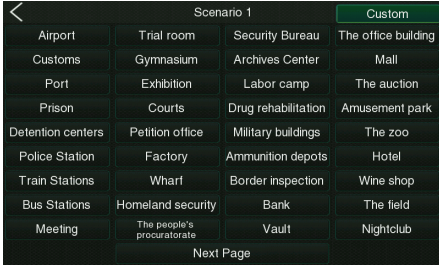 Scenario 1
Custom
Airport
Trial room
Security Bureau
The office building
Customs
Gymnasium
Archives Center
Mall
Port
Exhibition
Labor camp
The auction
Prison
Courts
Drug rehabilitation
Amusement park
Detention centers
Petition office
Military buildings
The zoo
Police Station
Factory
Ammunition depots
Hotel
Train Stations
Wharf
Border inspection
Wine shop
Bus Stations
Homeland security
Bank
The field
Meeting
The people's
procuratorate
Vault
Nightclub
Next Page